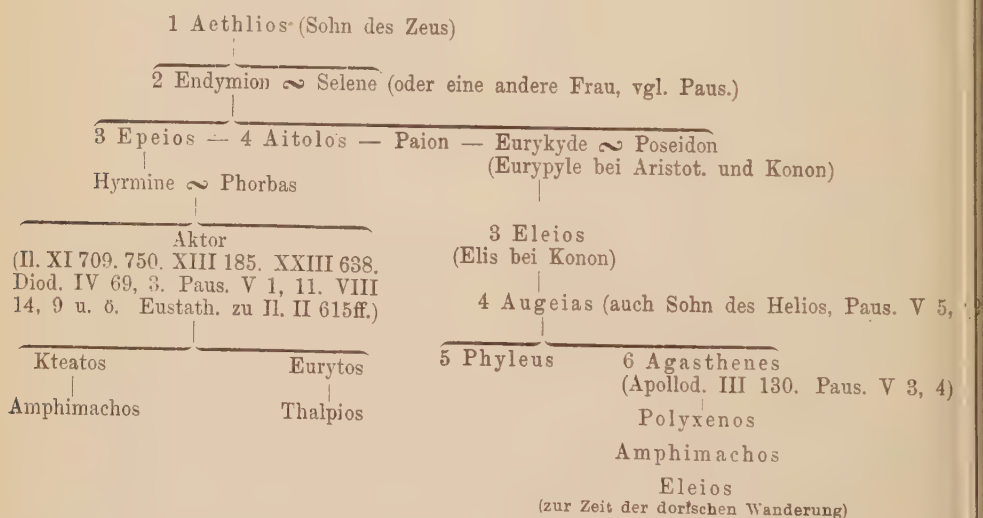 1 Aethlios (Sohn des Zeus)
2 Endymion ∾ Selene (oder eine andere Frau, vgl. Paus.)
3 Epeios — 4 Aitolos — Paion — Eurykyde ∾ Poseidon
(Eurypyle bei Aristot. und Konon)
Hyrmine ∾ Phorbas
Aktor
(Il. XI 709. 750. XIII 185. XXIII 638.
Diod. IV 69, 3. Paus. V 1, 11. VIII
14, 9 u. ö. Eustath. zu Il. II 615ff.)
3 Eleios
(Elis bei Konon)
4 Augeias (auch Sohn des Helios, Paus. V 5,
Kteatos Eurytos
5 Phyleus 6 Agasthenes
(Apollod. III 130. Paus. V 3, 4)
Amphimachos Thalpios
Polyxenos
Amphimachos
Eleios
(zur Zeit der dorischen Wanderung)